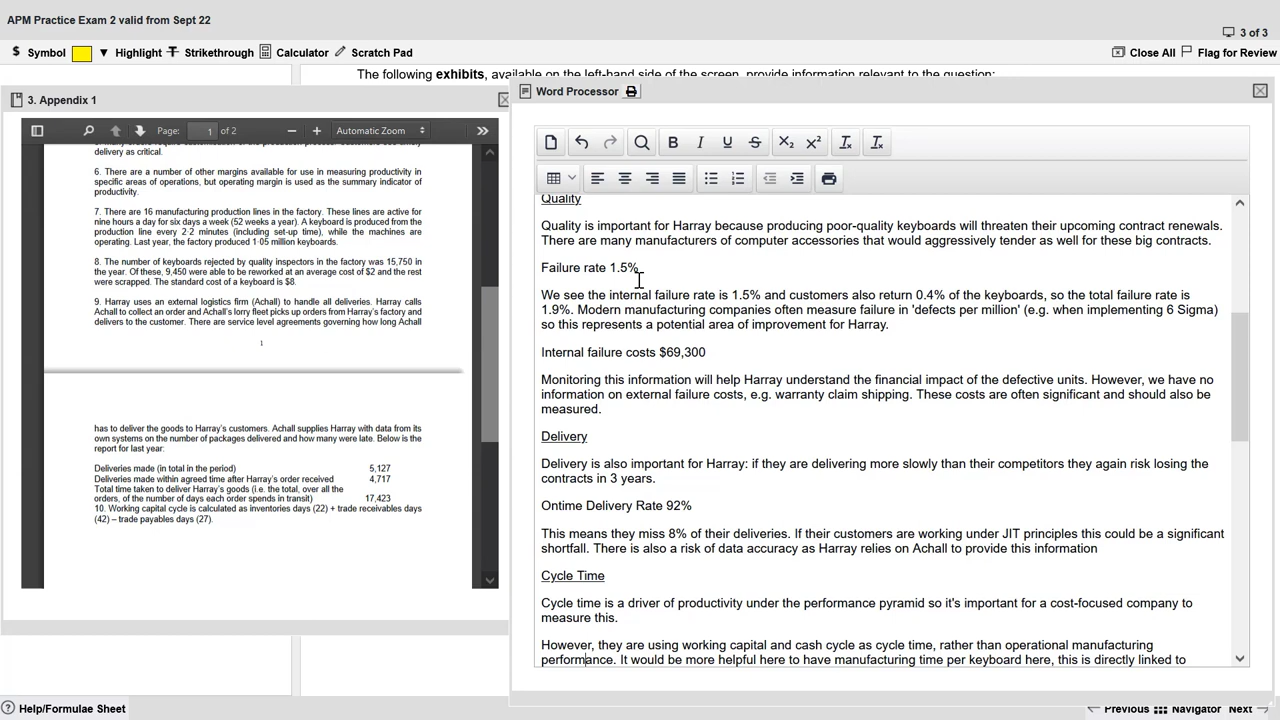 APM Practice Exam 2 valid from Sept 22
3 of 3
$ Symbol Highlight T Strikethrough Calculator Scratch Pad
Close All Flag for Review
The following exhibits, available on the left-hand side of the screen, provide information relevant to the question:
3. Appendix 1
Page: 1 of 2 Automatic Zoom
delivery as critical.
6. There are a number of other margins available for use in measuring productivity in
specific areas of operations, but operating margin is used as the summary indicator of
productivity.
7. There are 16 manufacturing production lines in the factory. These lines are active for
nine hours a day for six days a week (52 weeks a year). A keyboard is produced from the
production line every 2·2 minutes (including set-up time), while the machines are
operating. Last year, the factory produced 1·05 million keyboards.
8. The number of keyboards rejected by quality inspectors in the factory was 15,750 in
the year. Of these, 9,450 were able to be reworked at an average cost of $2 and the rest
were scrapped. The standard cost of a keyboard is $8.
9. Harray uses an external logistics firm (Achall) to handle all deliveries. Harray calls
Achall to collect an order and Achall's lorry fleet picks up orders from Harray's factory and
delivers to the customer. There are service level agreements governing how long Achall
1
has to deliver the goods to Harray's customers. Achall supplies Harray with data from its
own systems on the number of packages delivered and how many were late. Below is the
report for last year:
Deliveries made (in total in the period) 5,127
Deliveries made within agreed time after Harray's order received 4,717
Total time taken to deliver Harray's goods (i.e. the total, over all the
orders, of the number of days each order spends in transit) 17,423
10. Working capital cycle is calculated as inventories days (22) + trade receivables days
(42) – trade payables days (27).
Word Processor
B I U S X₂ X² Iₓ Iₓ
Quality
Quality is important for Harray because producing poor-quality keyboards will threaten their upcoming contract renewals.
There are many manufacturers of computer accessories that would aggressively tender as well for these big contracts.
Failure rate 1.5%
We see the internal failure rate is 1.5% and customers also return 0.4% of the keyboards, so the total failure rate is
1.9%. Modern manufacturing companies often measure failure in 'defects per million' (e.g. when implementing 6 Sigma)
so this represents a potential area of improvement for Harray.
Internal failure costs $69,300
Monitoring this information will help Harray understand the financial impact of the defective units. However, we have no
information on external failure costs, e.g. warranty claim shipping. These costs are often significant and should also be
measured.
Delivery
Delivery is also important for Harray: if they are delivering more slowly than their competitors they again risk losing the
contracts in 3 years.
Ontime Delivery Rate 92%
This means they miss 8% of their deliveries. If their customers are working under JIT principles this could be a significant
shortfall. There is also a risk of data accuracy as Harray relies on Achall to provide this information
Cycle Time
Cycle time is a driver of productivity under the performance pyramid so it's important for a cost-focused company to
measure this.
However, they are using working capital and cash cycle as cycle time, rather than operational manufacturing
performance. It would be more helpful here to have manufacturing time per keyboard here, this is directly linked to
Help/Formulae Sheet
Previous Navigator Next